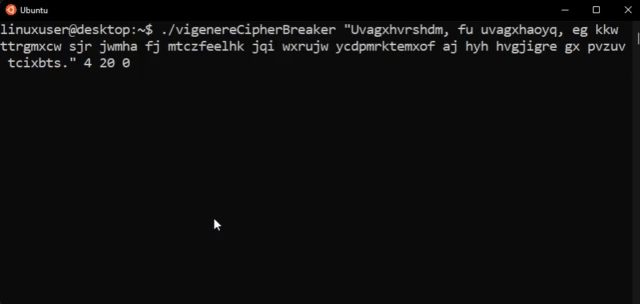 Ubuntu
linuxuser@desktop:~$ ./vigenereCipherBreaker "Uvagxhvrshdm, fu uvagxhaoyq, eg kkw
ttrgmxcw sjr jwmha fj mtczfeelhk jqi wxrujw ycdpmrktemxof aj hyh hvgjigre gx pvzuv
tcixbts." 4 20 0